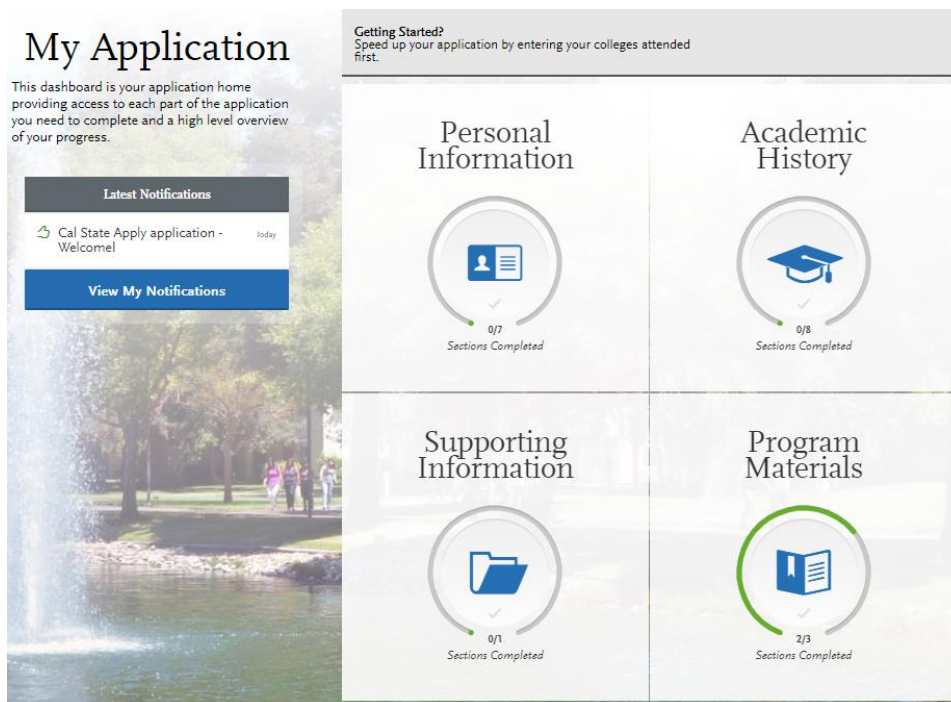 My Application
This dashboard is your application home
providing access to each part of the application
you need to complete and a high level overview
of your progress.
Latest Notifications
Cal State Apply application -
Welcome!
today
View My Notifications
Getting Started?
Speed up your application by entering your colleges attended
first.
Personal
Information
0/7
Sections Completed
Academic
History
0/8
Sections Completed
Supporting
Information
0/1
Sections Completed
Program
Materials
2/3
Sections Completed